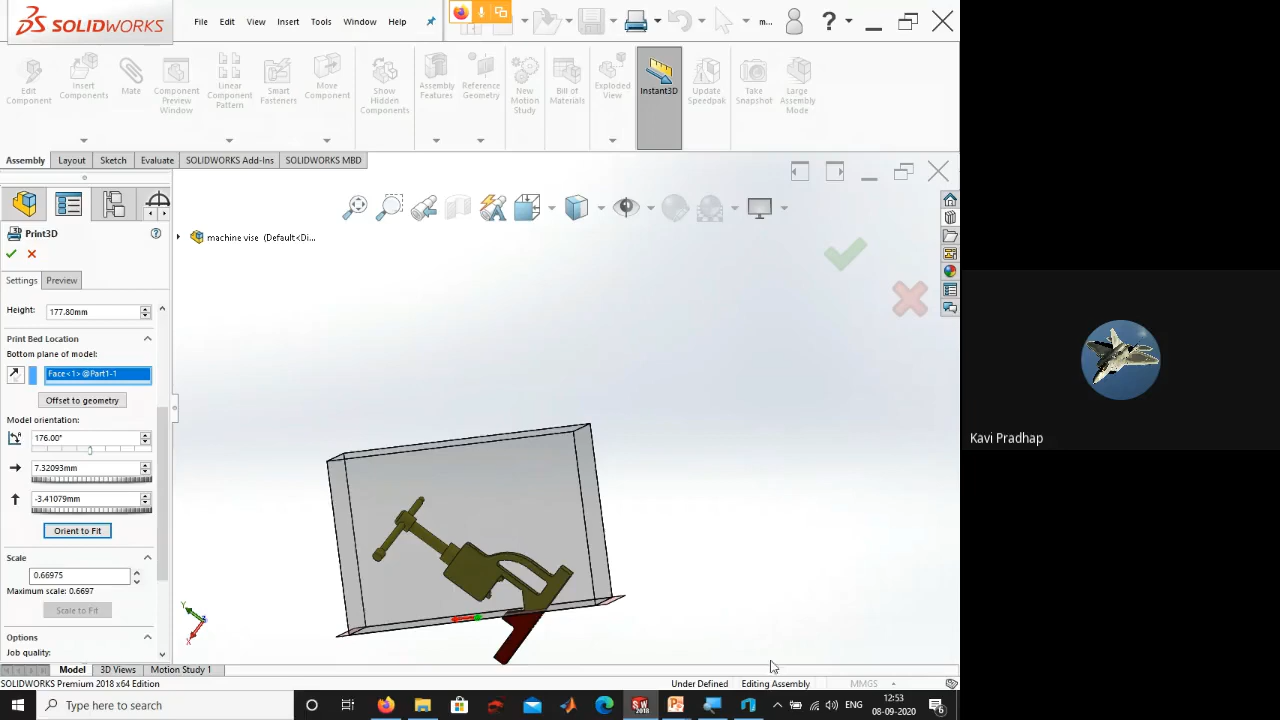 SOLIDWORKS
File Edit View Insert Tools Window Help
m...
?
Edit Component
Insert Components
Mate
Component Preview Window
Linear Component Pattern
Smart Fasteners
Move Component
Show Hidden Components
Assembly Features
Reference Geometry
New Motion Study
Bill of Materials
Exploded View
Instant3D
Update Speedpak
Take Snapshot
Large Assembly Mode
Assembly Layout Sketch Evaluate SOLIDWORKS Add-Ins SOLIDWORKS MBD
Print3D
machine vise (Default<Di...
Settings Preview
Height: 177.80mm
Print Bed Location
Bottom plane of model:
Face<1>@Part1-1
Offset to geometry
Model orientation:
176.00°
7.32093mm
-3.41079mm
Orient to Fit
Scale
0.66975
Maximum scale: 0.6697
Scale to Fit
Options
Job quality:
Y
Z
X
Kavi Pradhap
Model 3D Views Motion Study 1
SOLIDWORKS Premium 2018 x64 Edition
Under Defined Editing Assembly MMGS
Type here to search
ENG
12:53
08-09-2020
6